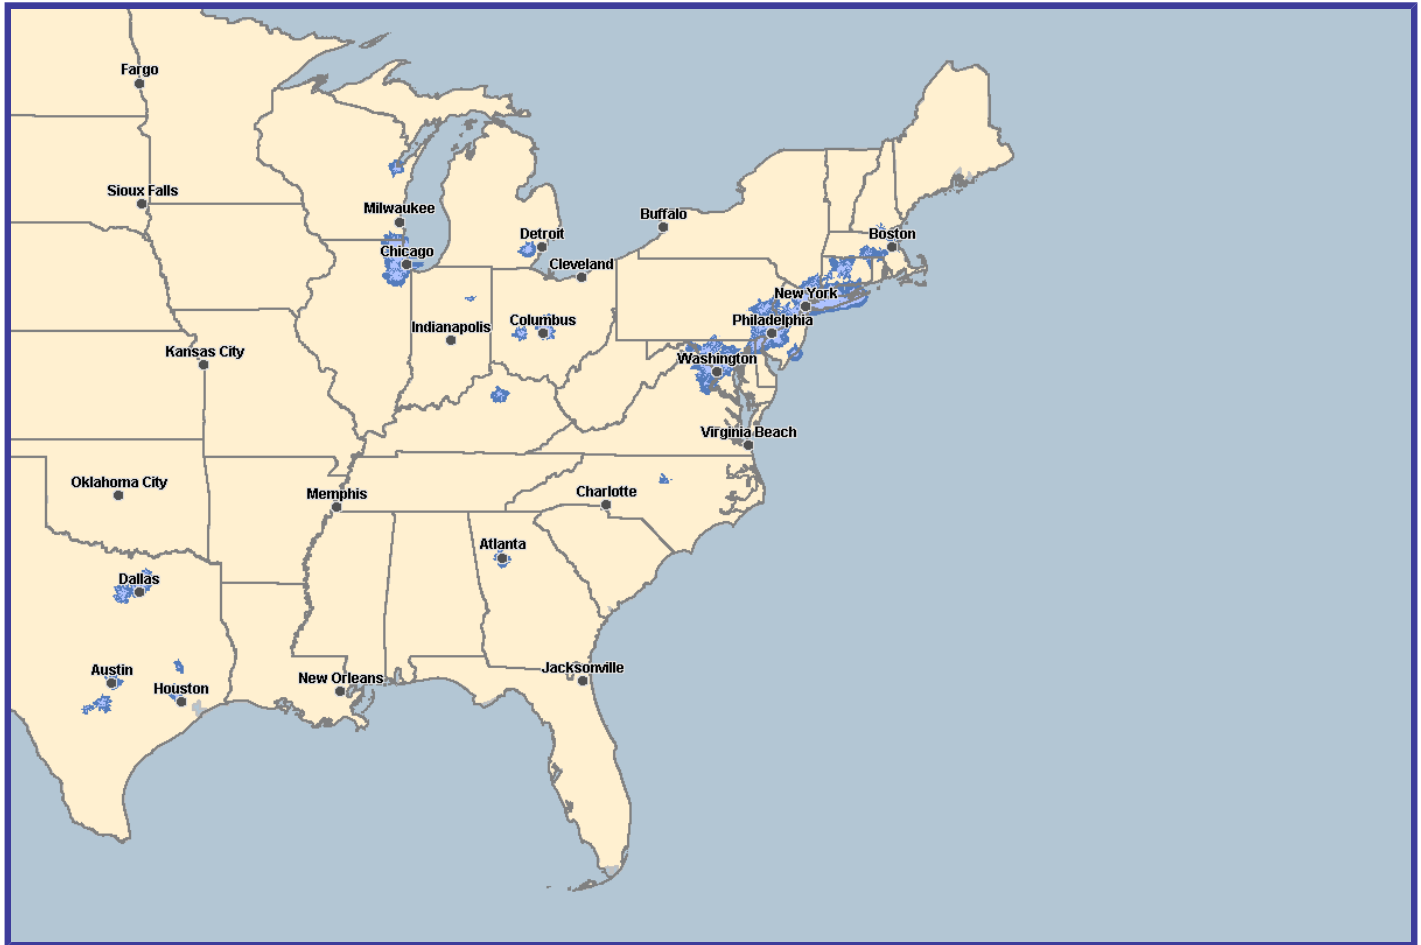 Fargo
Sioux Falls
Milwaukee
Buffalo
Detroit
Boston
Chicago
Cleveland
New York
Columbus
Philadelphia
Indianapolis
Kansas City
Washington
Virginia Beach
Oklahoma City
Memphis
Charlotte
Atlanta
Dallas
Austin
Jacksonville
New Orleans
Houston